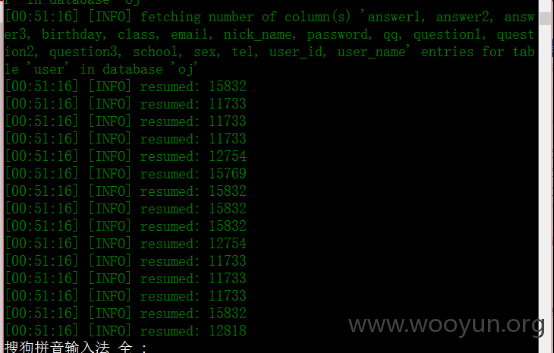 r' in database 'oj'
[00:51:16] [INFO] fetching number of column(s) 'answer1, answer2, answ
er3, birthday, class, email, nick_name, password, qq, question1, quest
ion2, question3, school, sex, tel, user_id, user_name' entries for tab
le 'user' in database 'oj'
[00:51:16] [INFO] resumed: 15832
[00:51:16] [INFO] resumed: 11733
[00:51:16] [INFO] resumed: 11733
[00:51:16] [INFO] resumed: 11733
[00:51:16] [INFO] resumed: 12754
[00:51:16] [INFO] resumed: 15769
[00:51:16] [INFO] resumed: 15832
[00:51:16] [INFO] resumed: 15832
[00:51:16] [INFO] resumed: 15832
[00:51:16] [INFO] resumed: 12754
[00:51:16] [INFO] resumed: 11733
[00:51:16] [INFO] resumed: 11733
[00:51:16] [INFO] resumed: 11733
[00:51:16] [INFO] resumed: 15832
[00:51:16] [INFO] resumed: 12818
www.wooyun.org
搜狗拼音输入法 全 :